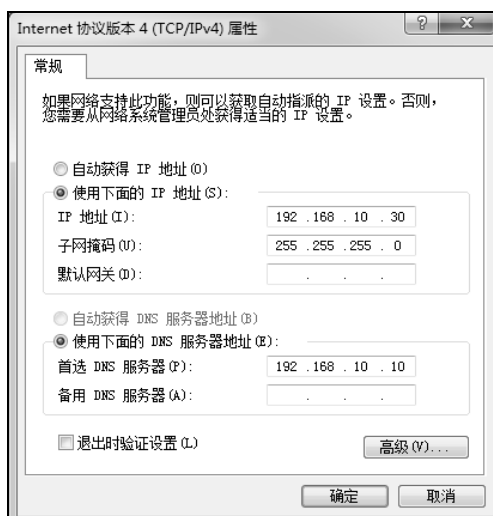 Internet 协议版本 4 (TCP/IPv4) 属性
常规
如果网络支持此功能，则可以获取自动指派的 IP 设置。否则，
您需要从网络系统管理员处获得适当的 IP 设置。
自动获得 IP 地址(O)
使用下面的 IP 地址(S):
IP 地址(I): 192 .168 . 10 . 30
子网掩码(U): 255 .255 .255 . 0
默认网关(D): . . .
自动获得 DNS 服务器地址(B)
使用下面的 DNS 服务器地址(E):
首选 DNS 服务器(P): 192 .168 . 10 . 10
备用 DNS 服务器(A): . . .
退出时验证设置(L)
高级(V)...
确定
取消